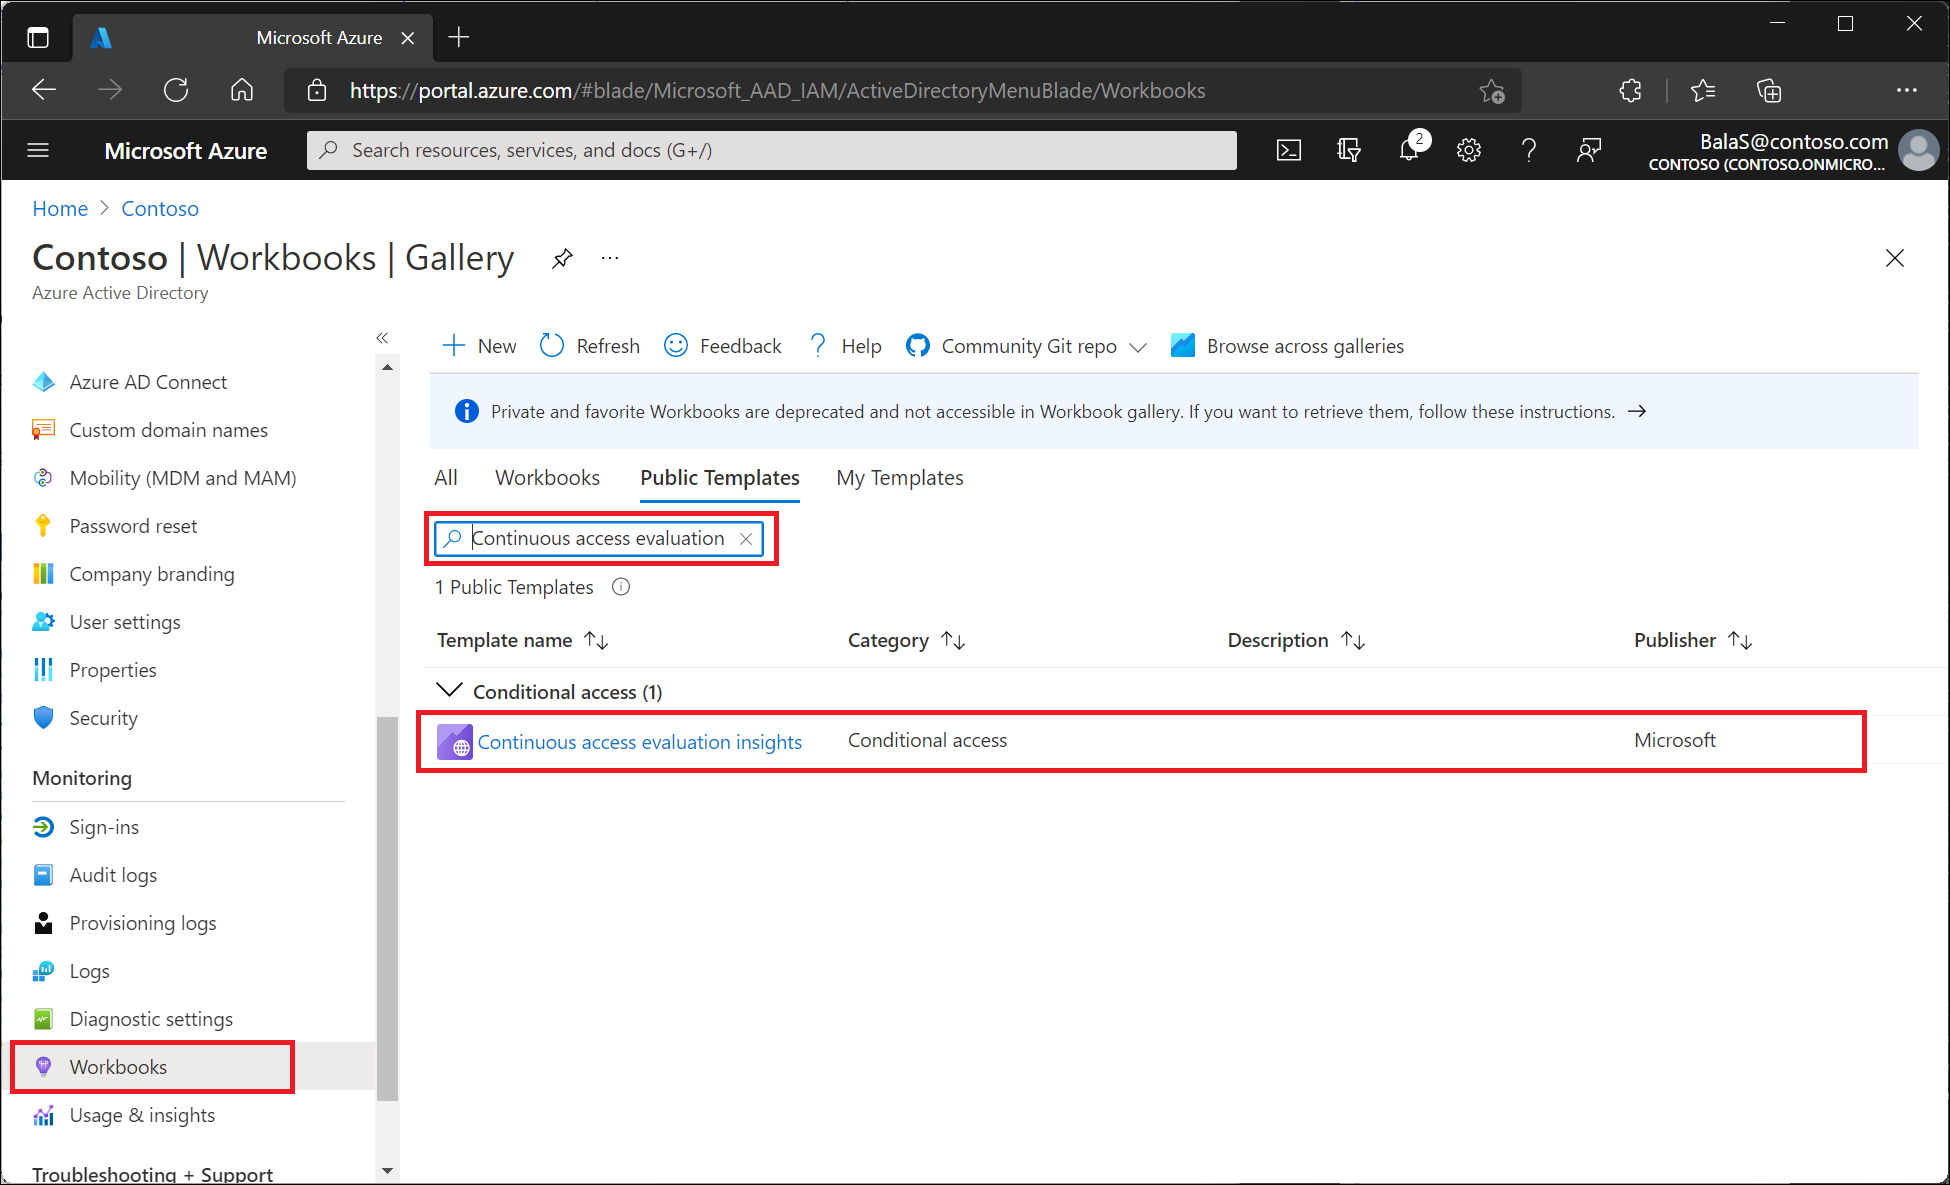 Microsoft Azure
https://portal.azure.com/#blade/Microsoft_AAD_IAM/ActiveDirectoryMenuBlade/Workbooks
Microsoft Azure
Search resources, services, and docs (G+/)
2
BalaS@contoso.com
CONTOSO (CONTOSO.ONMICRO...
Home > Contoso
Contoso | Workbooks | Gallery
Azure Active Directory
Azure AD Connect
Custom domain names
Mobility (MDM and MAM)
Password reset
Company branding
User settings
Properties
Security
Monitoring
Sign-ins
Audit logs
Provisioning logs
Logs
Diagnostic settings
Workbooks
Usage & insights
Troubleshooting + Support
New Refresh Feedback Help Community Git repo Browse across galleries
Private and favorite Workbooks are deprecated and not accessible in Workbook gallery. If you want to retrieve them, follow these instructions. →
All Workbooks Public Templates My Templates
Continuous access evaluation
1 Public Templates
Template name Category Description Publisher
Conditional access (1)
Continuous access evaluation insights Conditional access Microsoft